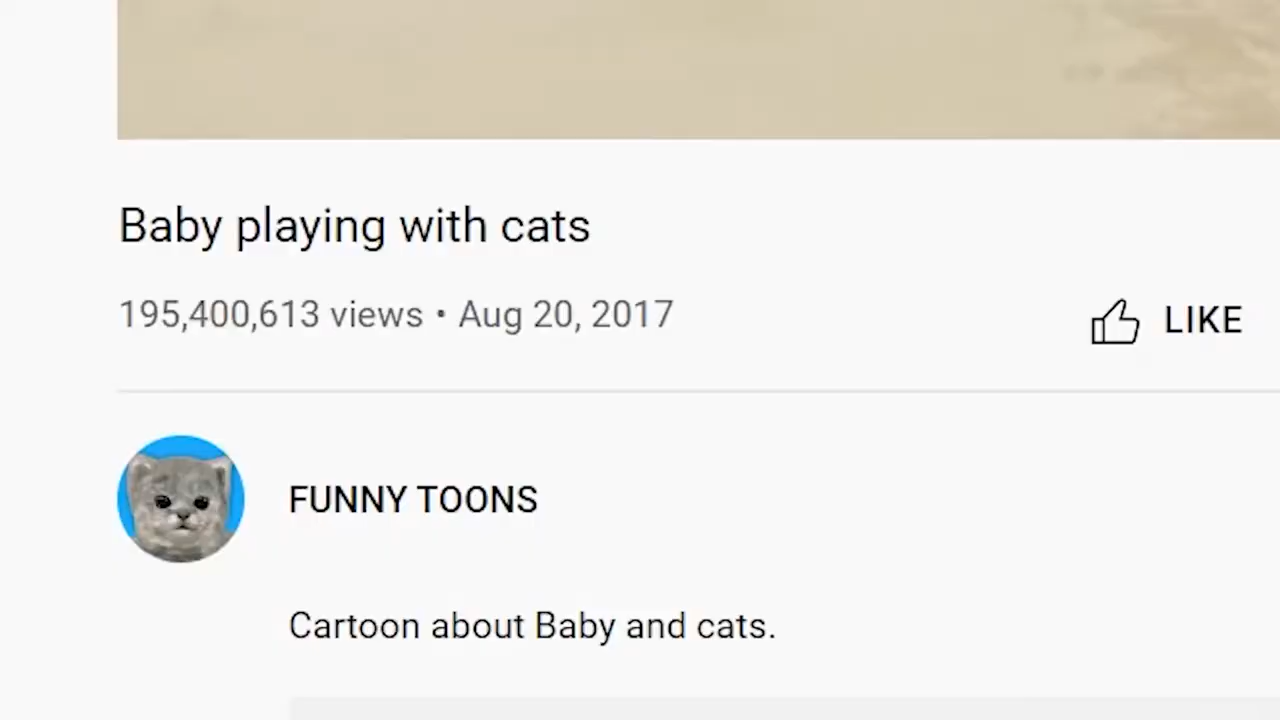 Baby playing with cats
195,400,613 views • Aug 20, 2017
LIKE
FUNNY TOONS
Cartoon about Baby and cats.